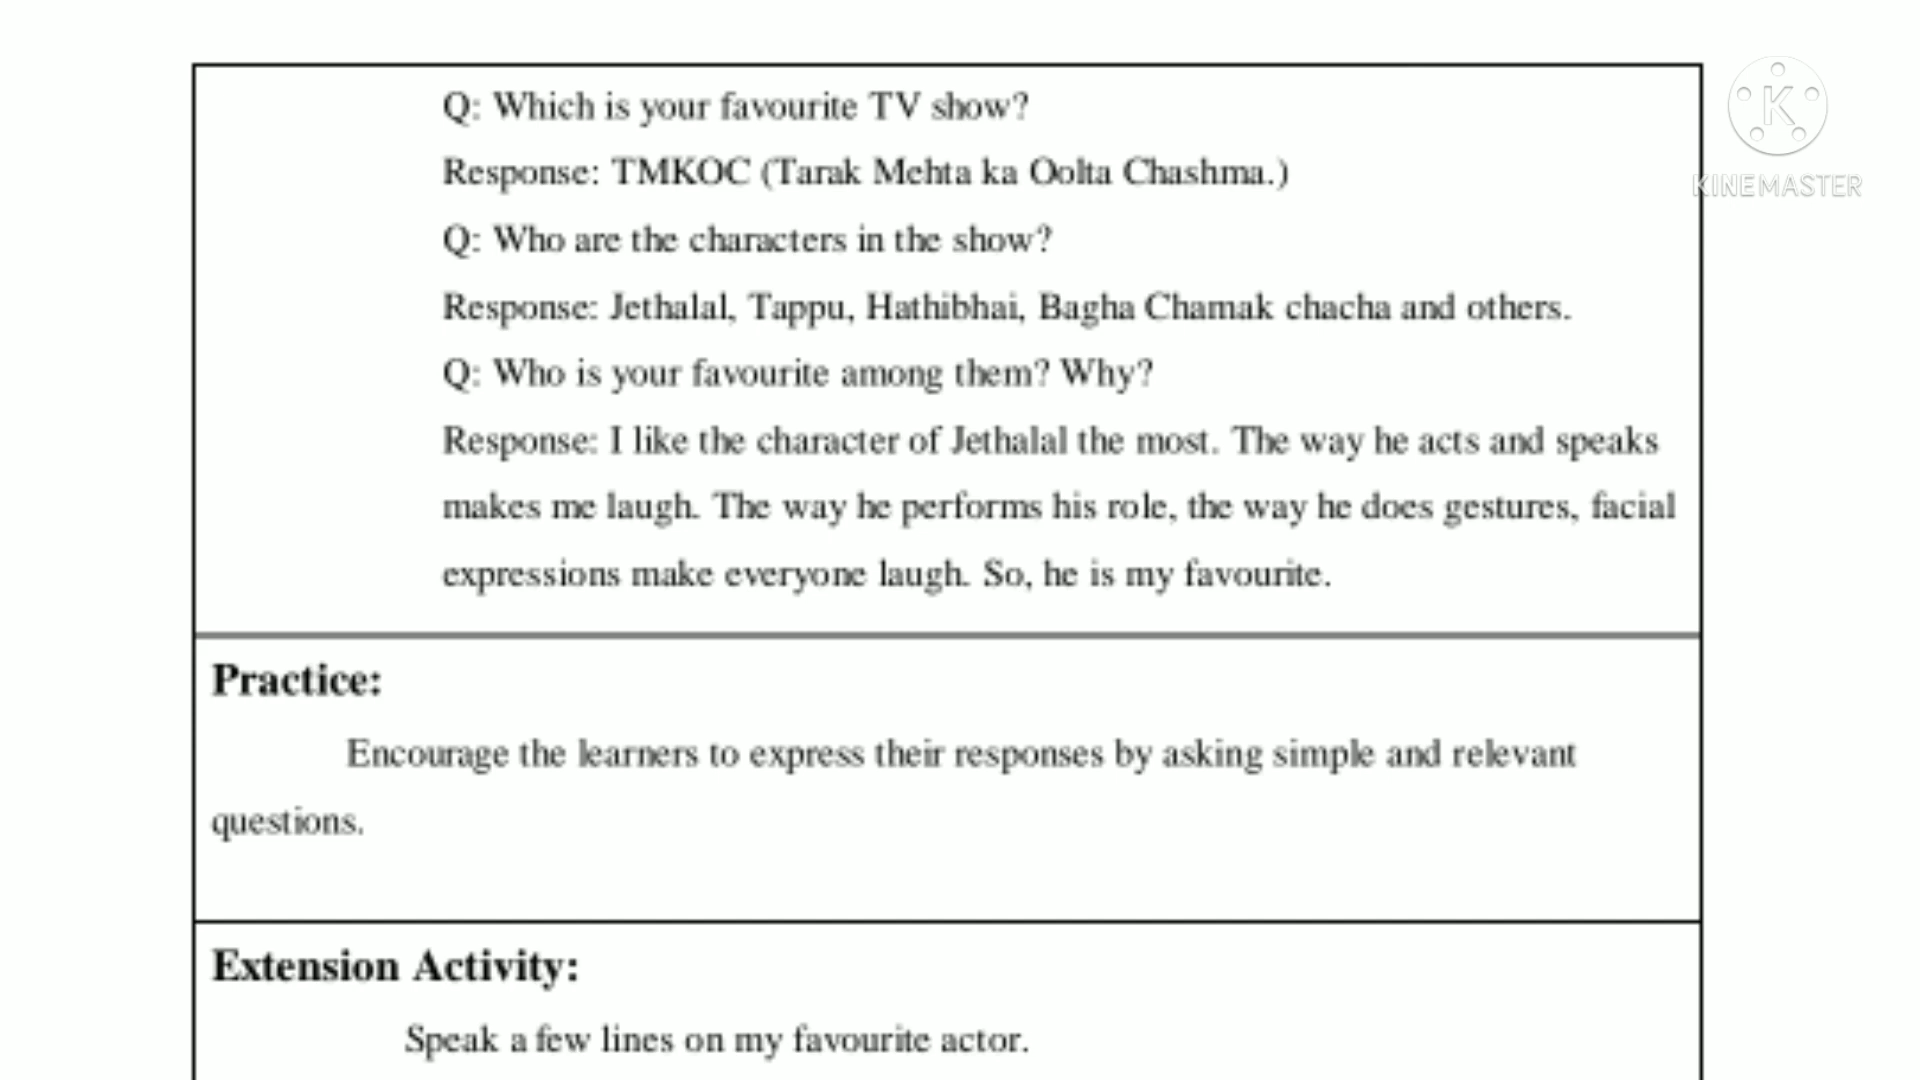 Q: Which is your favourite TV show?
Response: TMKOC (Tarak Mehta ka Oolta Chashma.)
Q: Who are the characters in the show?
Response: Jethalal, Tappu, Hathibhai, Bagha Chamak chacha and others.
Q: Who is your favourite among them? Why?
Response: I like the character of Jethalal the most. The way he acts and speaks
makes me laugh. The way he performs his role, the way he does gestures, facial
expressions make everyone laugh. So, he is my favourite.
Practice:
Encourage the learners to express their responses by asking simple and relevant
questions.
Extension Activity:
Speak a few lines on my favourite actor.
K
KINEMASTER